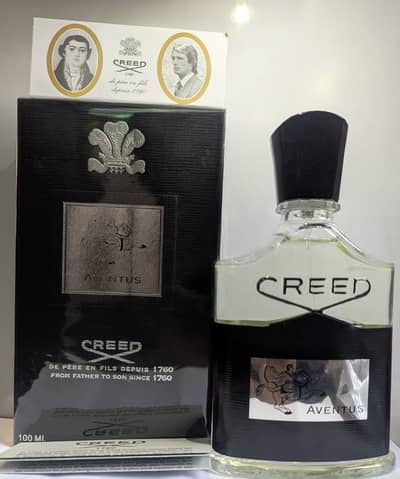 CREED
de père en fils
depuis 1760
AVENTUS
CREED
DE PÈRE EN FILS DEPUIS 1760
FROM FATHER TO SON SINCE 1760
100 Ml
CREED
CREED
AVENTUS